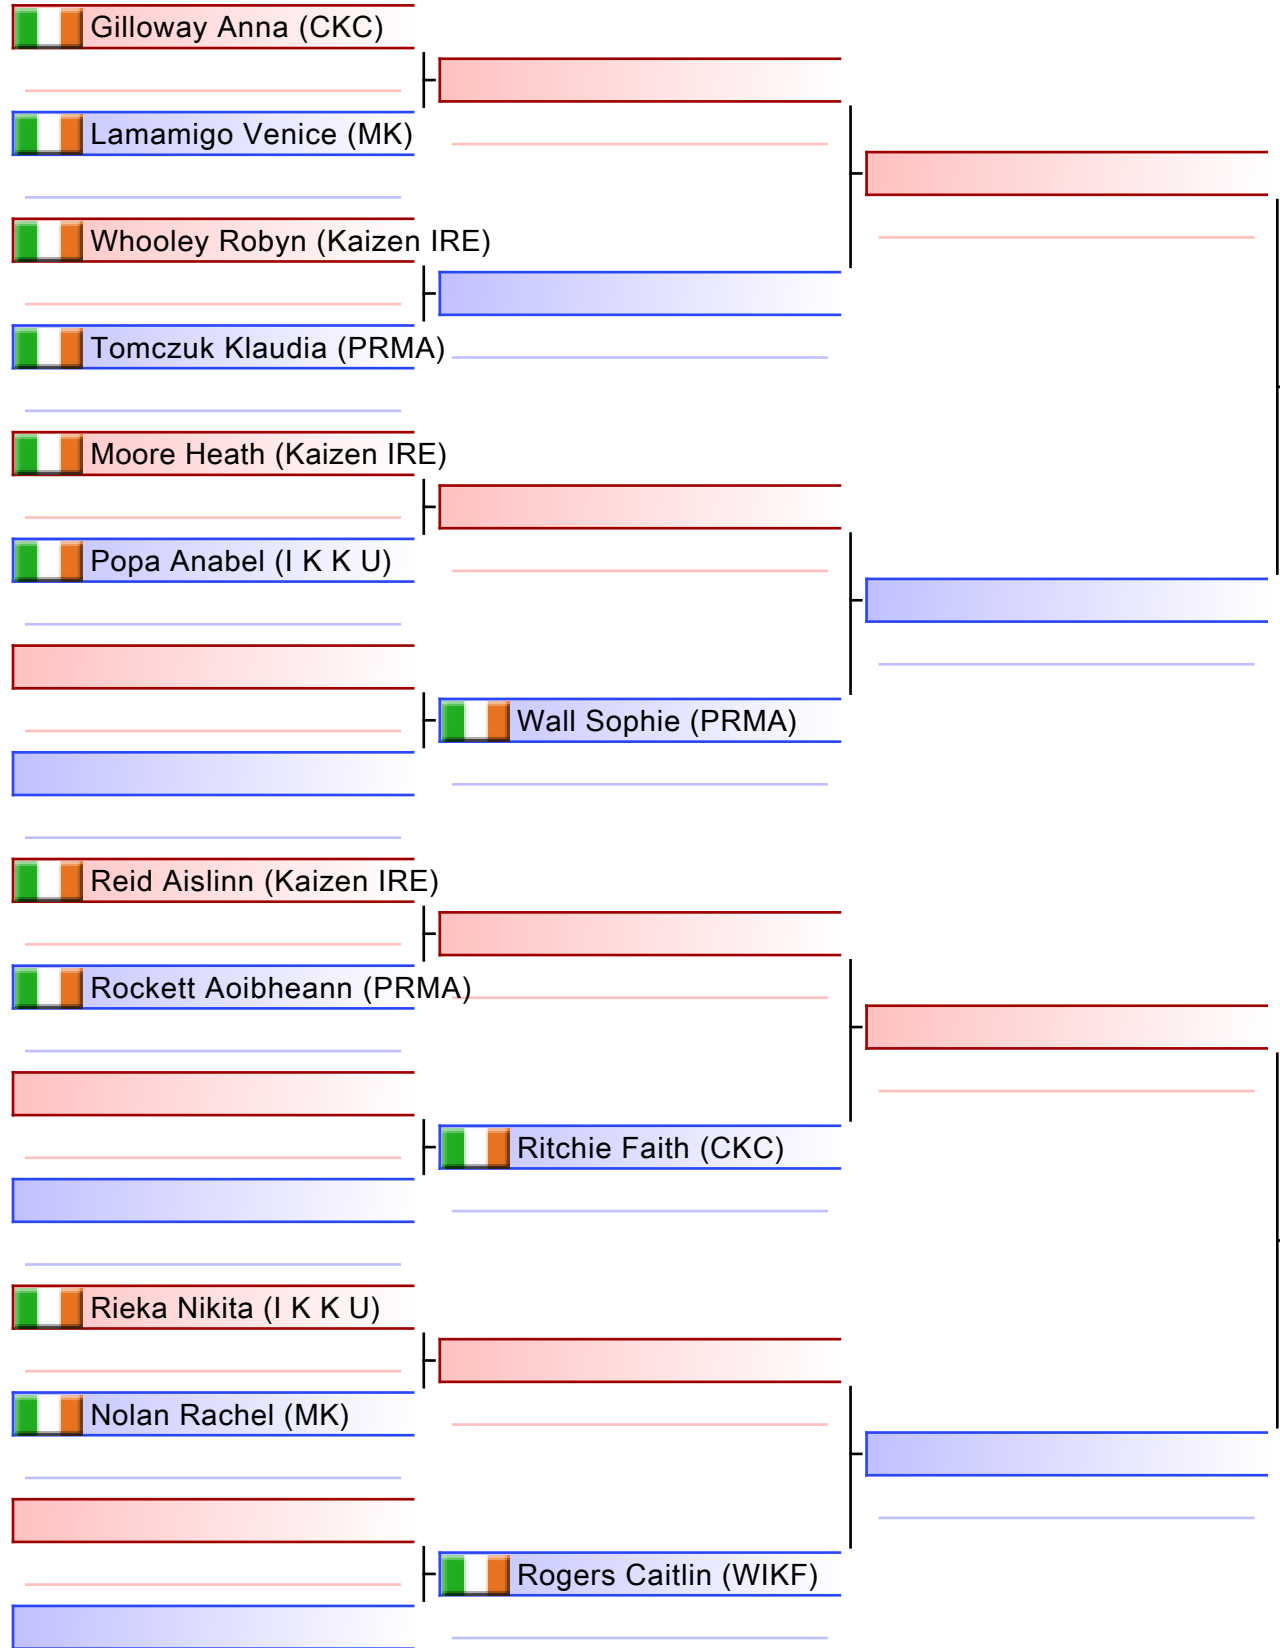 Gilloway Anna (CKC)
Lamamigo Venice (MK)
Whooley Robyn (Kaizen IRE)
Tomczuk Klaudia (PRMA)
Moore Heath (Kaizen IRE)
Popa Anabel (I K K U)
Wall Sophie (PRMA)
Reid Aislinn (Kaizen IRE)
Rockett Aoibheann (PRMA)
Ritchie Faith (CKC)
Rieka Nikita (I K K U)
Nolan Rachel (MK)
Rogers Caitlin (WIKF)